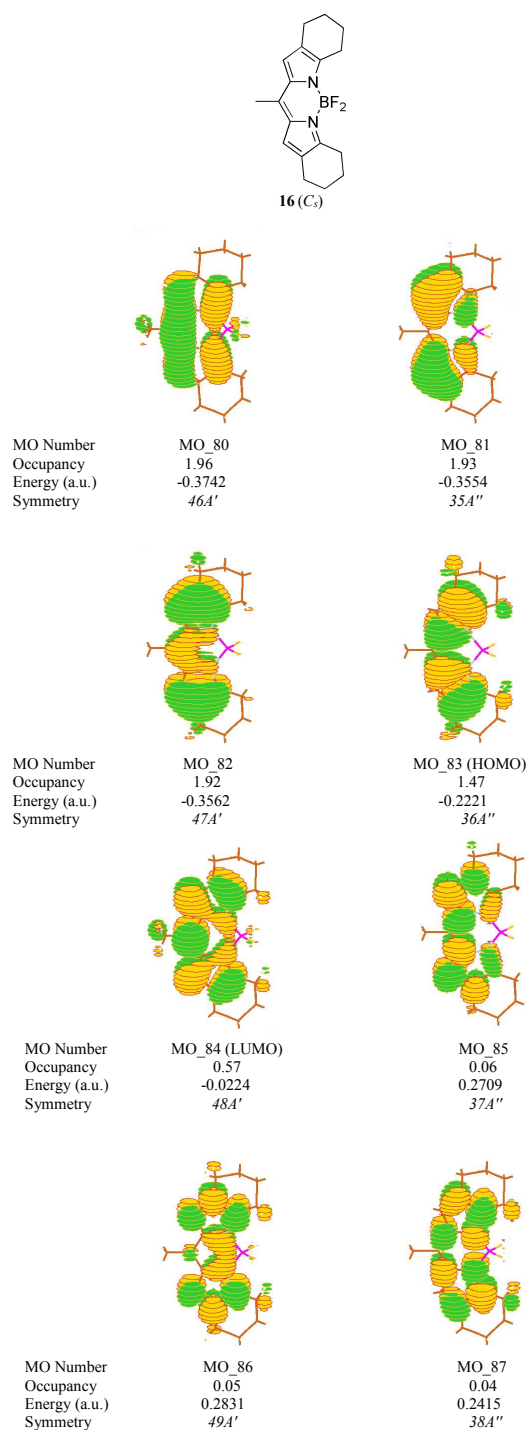 N
BF2
N
16 (Cs)
MO Number MO_80 MO_81
Occupancy 1.96 1.93
Energy (a.u.) -0.3742 -0.3554
Symmetry 46A' 35A"
MO Number MO_82 MO_83 (HOMO)
Occupancy 1.92 1.47
Energy (a.u.) -0.3562 -0.2221
Symmetry 47A' 36A"
MO Number MO_84 (LUMO) MO_85
Occupancy 0.57 0.06
Energy (a.u.) -0.0224 0.2709
Symmetry 48A' 37A"
MO Number MO_86 MO_87
Occupancy 0.05 0.04
Energy (a.u.) 0.2831 0.2415
Symmetry 49A' 38A"